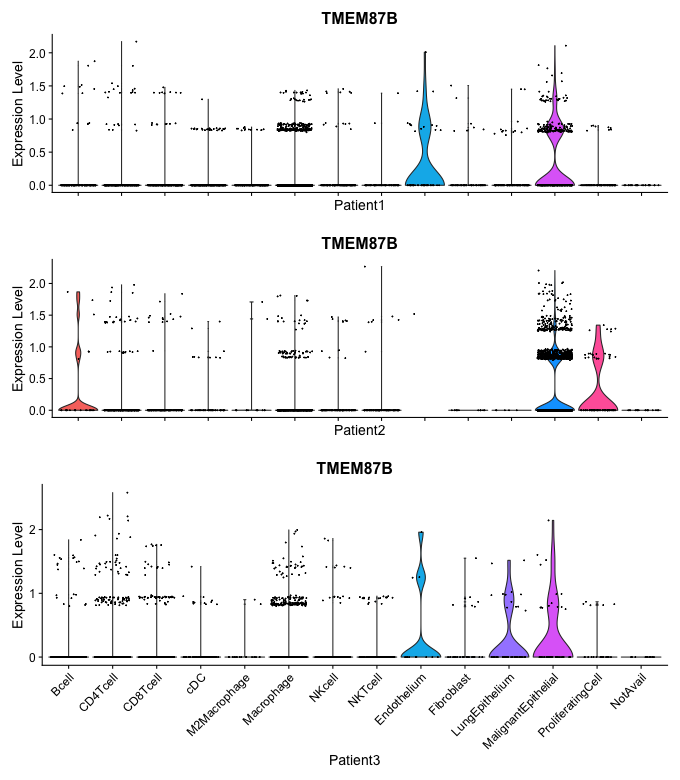 TMEM87B
Expression Level
2.0
1.5
1.0
0.5
0.0
Patient1
TMEM87B
Expression Level
2.0
1.5
1.0
0.5
0.0
Patient2
TMEM87B
Expression Level
2
1
0
Bcell
CD4Tcell
CD8Tcell
cDC
M2Macrophage
Macrophage
NKcell
NKTcell
Endothelium
Fibroblast
LungEpithelium
MalignantEpithelial
ProliferatingCell
NotAvail
Patient3